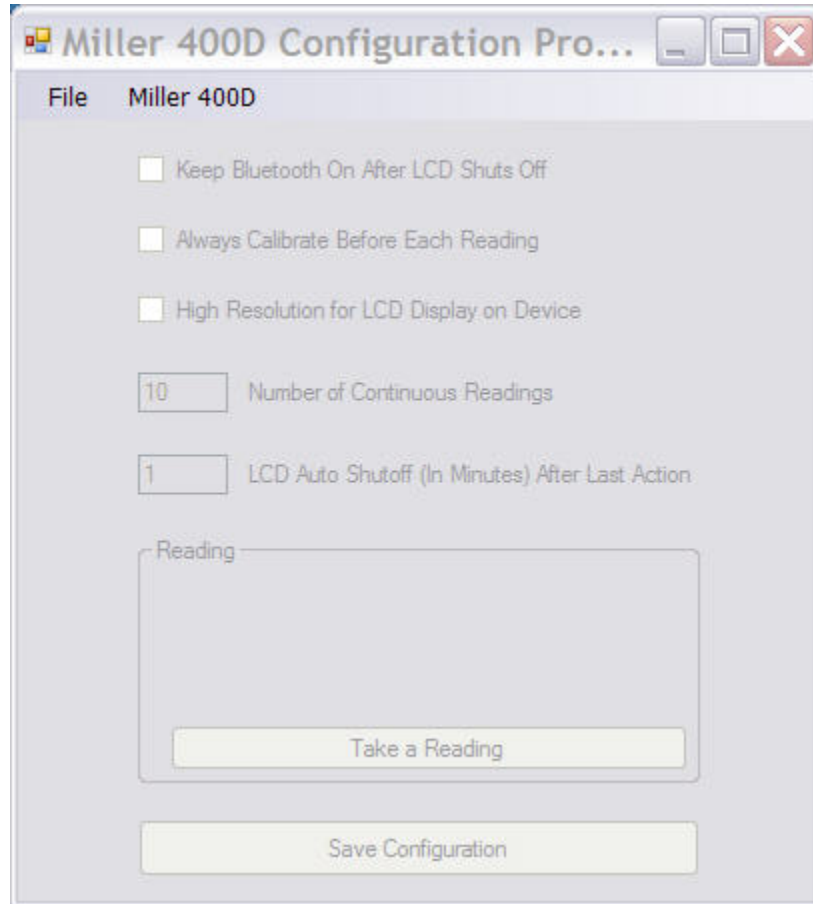 Miller 400D Configuration Pro...
File Miller 400D
Keep Bluetooth On After LCD Shuts Off
Always Calibrate Before Each Reading
High Resolution for LCD Display on Device
10 Number of Continuous Readings
1 LCD Auto Shutoff (In Minutes) After Last Action
Reading
Take a Reading
Save Configuration